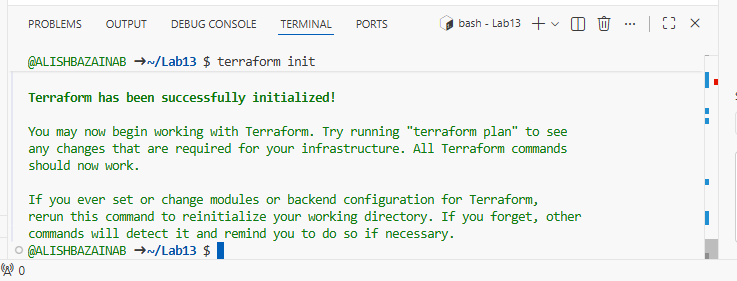 PROBLEMS OUTPUT DEBUG CONSOLE TERMINAL PORTS bash - Lab13
@ALISHBAZAINAB ➜~/Lab13 $ terraform init
Terraform has been successfully initialized!
You may now begin working with Terraform. Try running "terraform plan" to see
any changes that are required for your infrastructure. All Terraform commands
should now work.
If you ever set or change modules or backend configuration for Terraform,
rerun this command to reinitialize your working directory. If you forget, other
commands will detect it and remind you to do so if necessary.
@ALISHBAZAINAB ➜~/Lab13 $
0